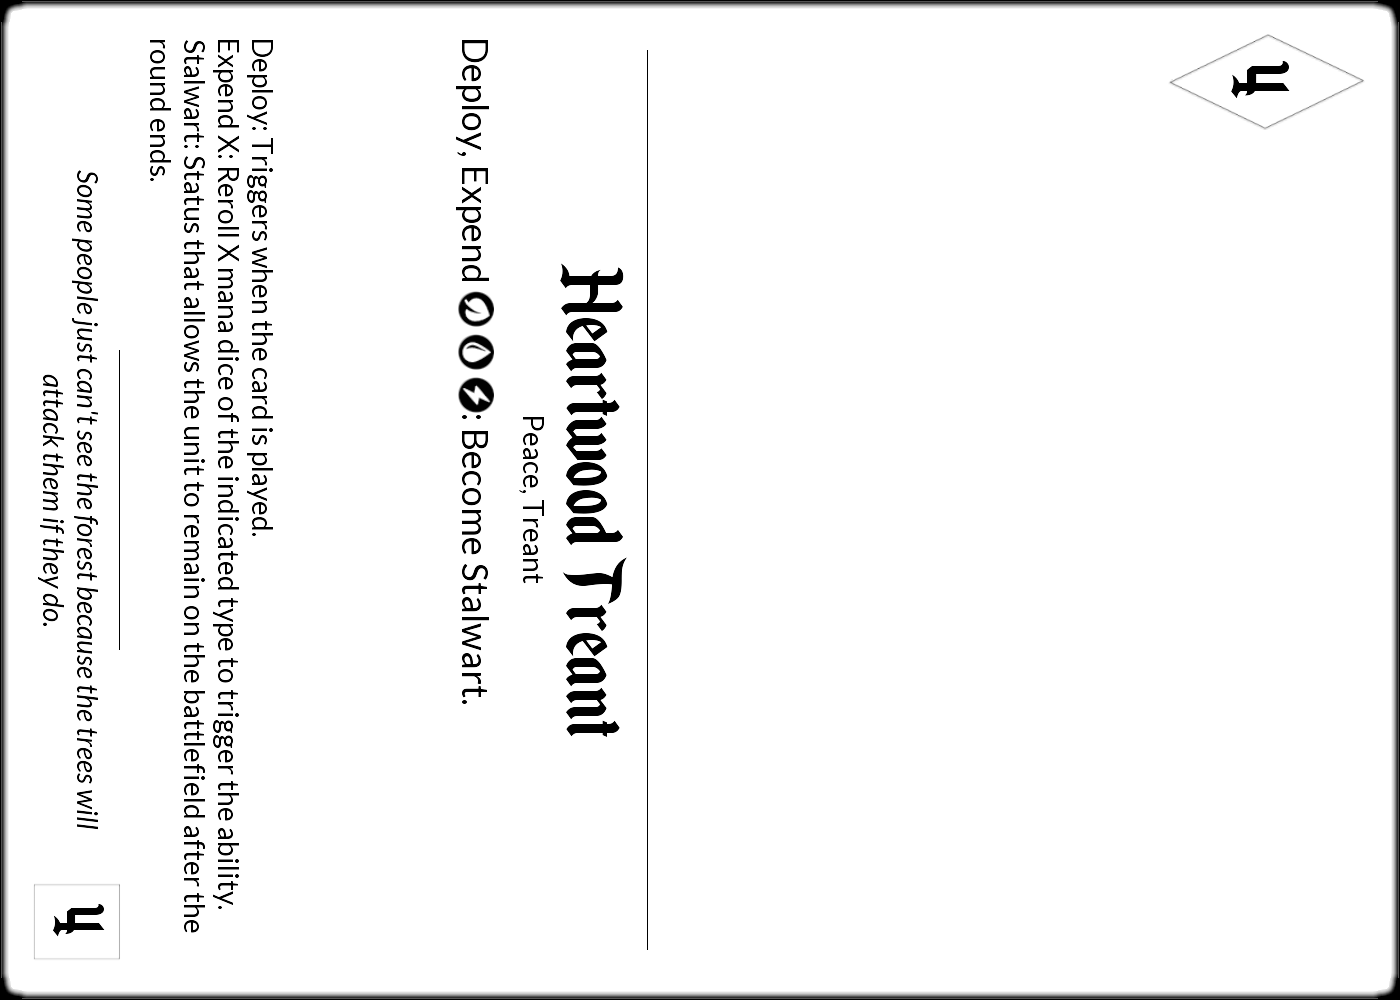 4
Heartwood Treant
Peace, Treant
Deploy, Expend : Become Stalwart.
Deploy: Triggers when the card is played.
Expend X: Reroll X mana dice of the indicated type to trigger the ability.
Stalwart: Status that allows the unit to remain on the battlefield after the
round ends.
Some people just can't see the forest because the trees will
attack them if they do.
4